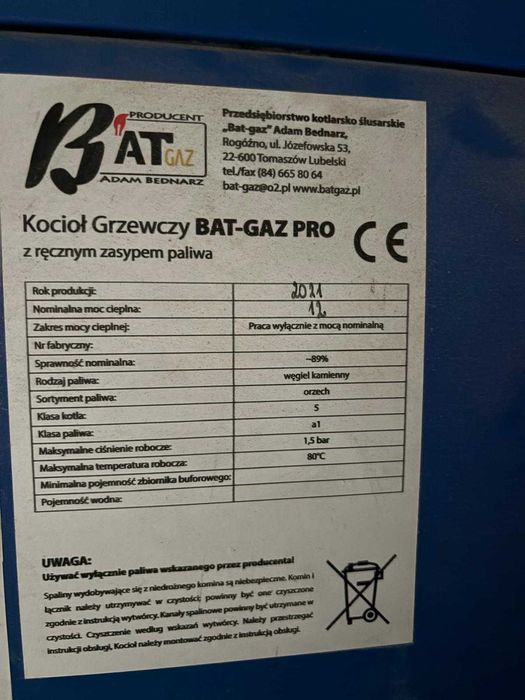 PRODUCENT
BAT GAZ
ADAM BEDNARZ
Przedsiębiorstwo kotlarsko ślusarskie
„Bat-gaz” Adam Bednarz,
Rogóźno, ul. Józefowska 53,
22-600 Tomaszów Lubelski
tel./fax (84) 665 80 64
bat-gaz@o2.pl www.batgaz.pl
Kocioł Grzewczy BAT-GAZ PRO
z ręcznym zasypem paliwa
CE
Rok produkcji: 2021
Nominalna moc cieplna: 12
Zakres mocy cieplnej: Praca wyłącznie z mocą nominalną
Nr fabryczny:
Sprawność nominalna: ~89%
Rodzaj paliwa: węgiel kamienny
Sortyment paliwa: orzech
Klasa kotła: 5
Klasa paliwa: a1
Maksymalne ciśnienie robocze: 1,5 bar
Maksymalna temperatura robocza: 80°C
Minimalna pojemność zbiornika buforowego:
Pojemność wodna:
UWAGA:
Używać wyłącznie paliwa wskazanego przez producenta!
Spaliny wydobywające się z niedrożnego komina są niebezpieczne. Komin i
łącznik należy utrzymywać w czystości; powinny być one czyszczone
zgodnie z instrukcją wytwórcy. Kanały spalinowe powinny być utrzymane w
czystości. Czyszczenie według wskazań wytwórcy. Należy przestrzegać
instrukcji obsługi, Kocioł należy montować zgodnie z instrukcją obsługi.